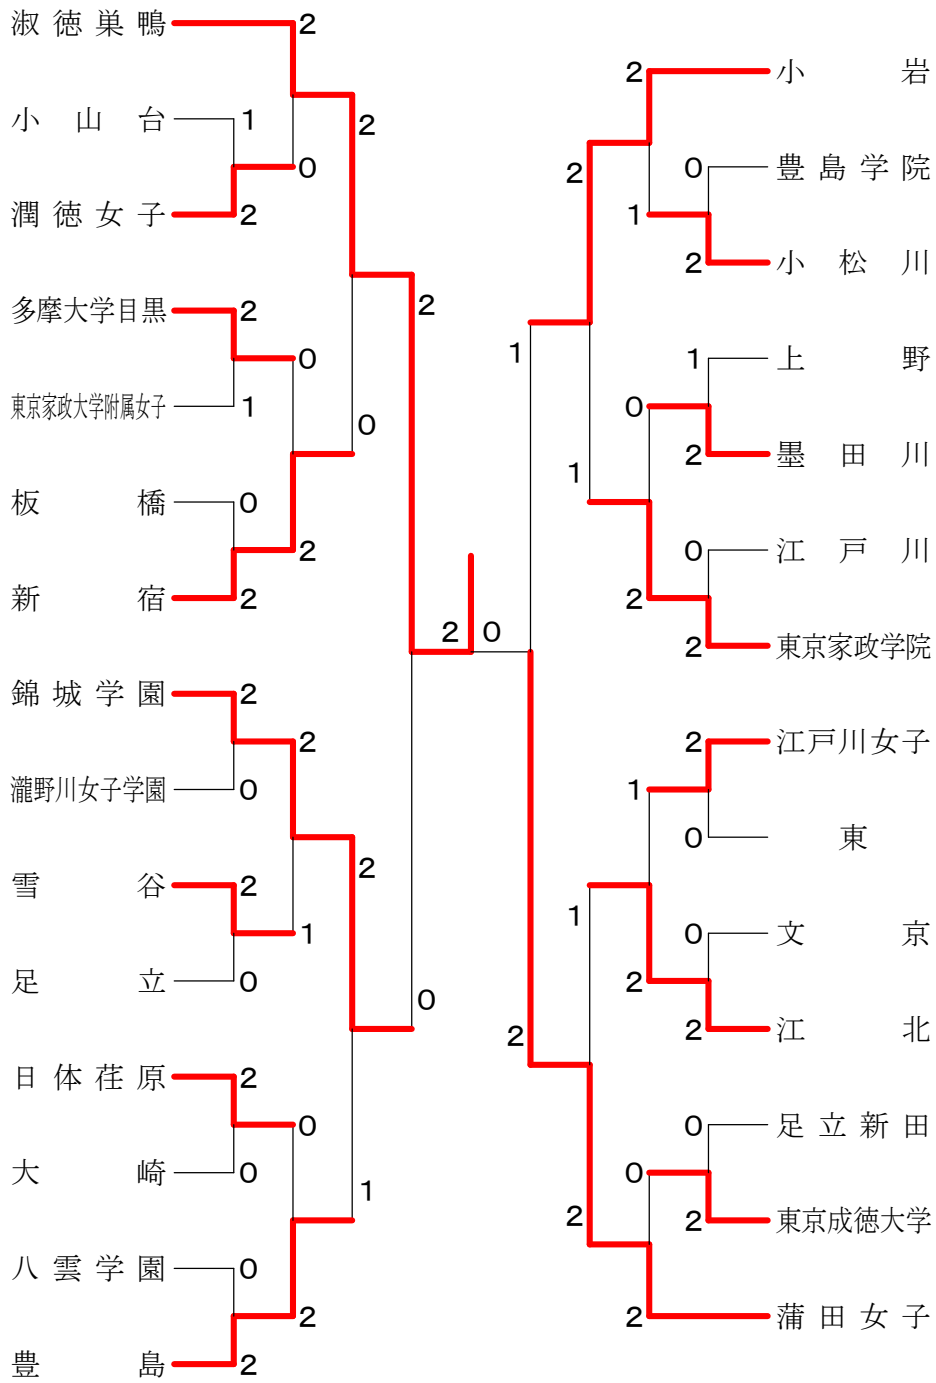 淑徳巣鴨
2
小山台
1
2
0
潤徳女子
2
多摩大学目黒
2
2
0
東京家政大学附属女子
1
0
板橋
0
2
新宿
2
錦城学園
2
2
瀧野川女子学園
0
2
雪谷
2
1
足立
0
0
日体荏原
2
0
大崎
0
1
八雲学園
0
2
豊島
2
2
0
2
小岩
2
0
豊島学院
1
2
小松川
1
1
上野
0
2
墨田川
1
0
江戸川
2
2
東京家政学院
2
江戸川女子
1
0
東
1
0
文京
2
2
江北
2
0
足立新田
0
2
2
東京成徳大学
2
蒲田女子